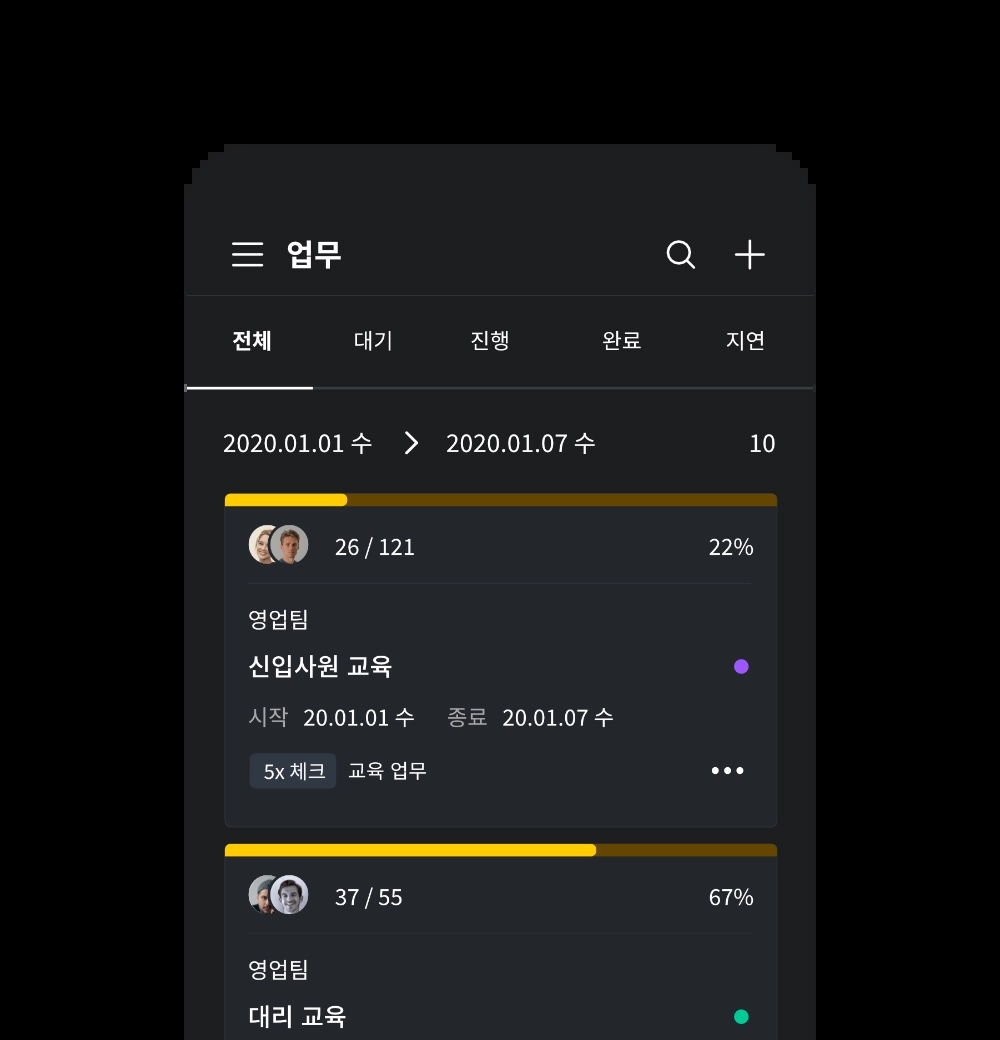 업무
전체 대기 진행 완료 지연
2020.01.01 수 2020.01.07 수 10
26 / 121 22%
영업팀
신입사원 교육
시작 20.01.01 수 종료 20.01.07 수
5x 체크 교육 업무
37 / 55 67%
영업팀
대리 교육